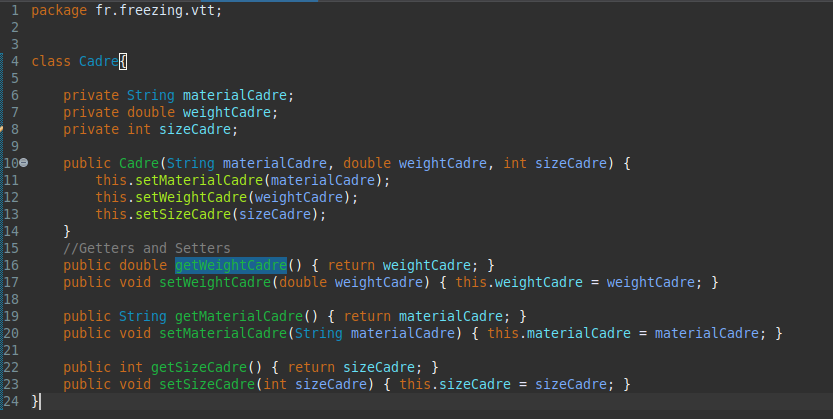 1 package fr.freezing.vtt;
2
3
4 class Cadre{
5
6     private String materialCadre;
7     private double weightCadre;
8     private int sizeCadre;
9
10     public Cadre(String materialCadre, double weightCadre, int sizeCadre) {
11         this.setMaterialCadre(materialCadre);
12         this.setWeightCadre(weightCadre);
13         this.setSizeCadre(sizeCadre);
14     }
15     //Getters and Setters
16     public double getWeightCadre() { return weightCadre; }
17     public void setWeightCadre(double weightCadre) { this.weightCadre = weightCadre; }
18
19     public String getMaterialCadre() { return materialCadre; }
20     public void setMaterialCadre(String materialCadre) { this.materialCadre = materialCadre; }
21
22     public int getSizeCadre() { return sizeCadre; }
23     public void setSizeCadre(int sizeCadre) { this.sizeCadre = sizeCadre; }
24 }